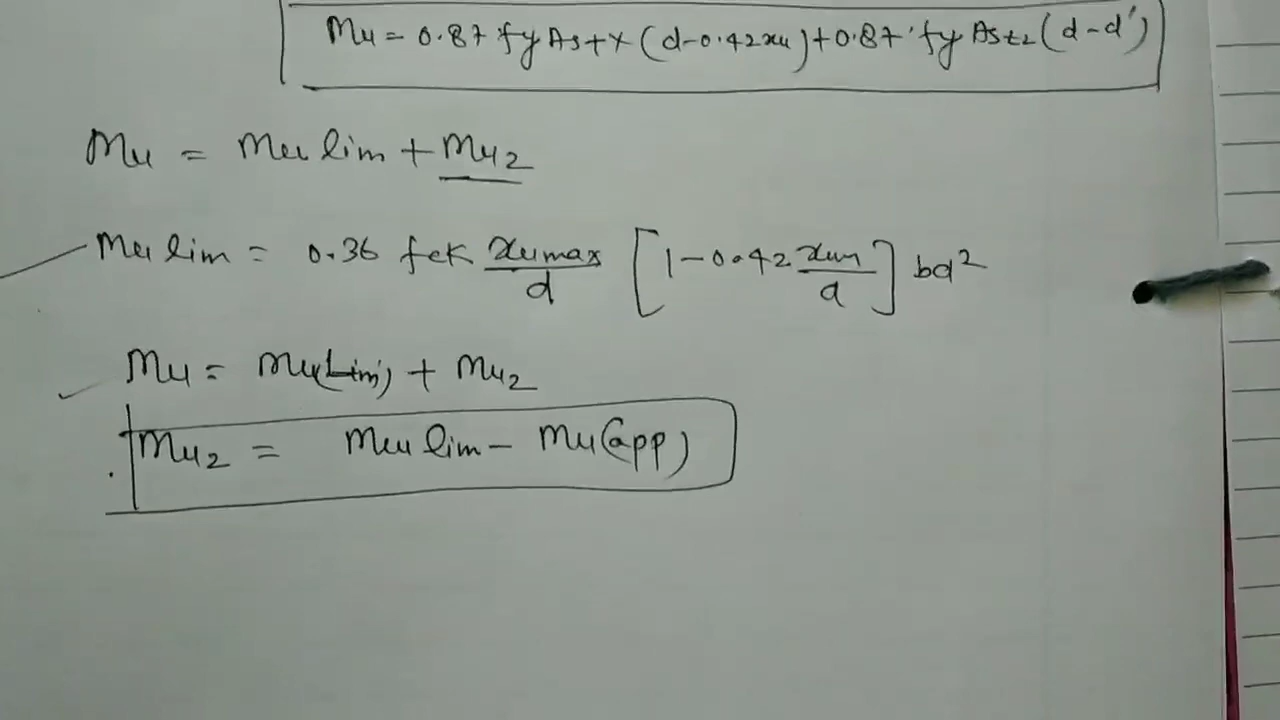 Mu = 0.87 fy Ast x (d-0.42xu)+0.87 fy Ast2 (d-d')
Mu = Mu lim + Mu2
Mu lim = 0.36 fck xumax/d [1-0.42 xum/d] bd²
Mu = Mu(Lim) + Mu2
Mu2 = Mu lim - Mu(app)